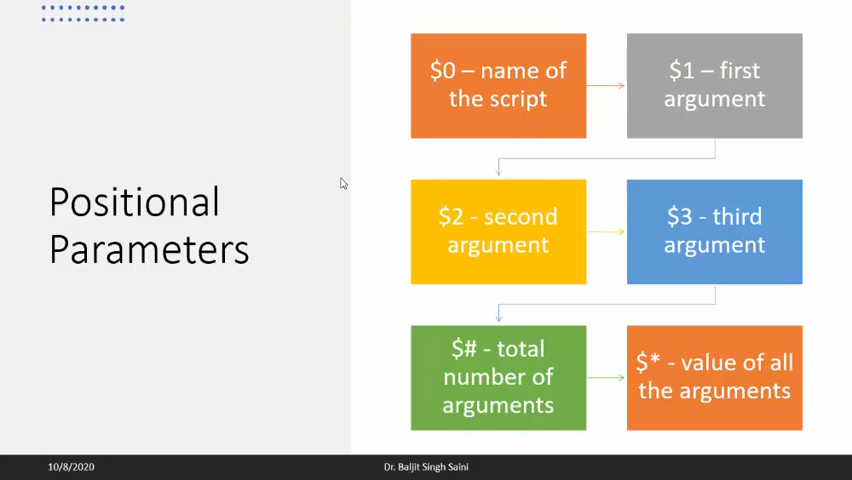 Positional
Parameters
$0 – name of
the script
$1 – first
argument
$2 - second
argument
$3 - third
argument
$# - total
number of
arguments
$* - value of all
the arguments
10/8/2020
Dr. Baljit Singh Saini